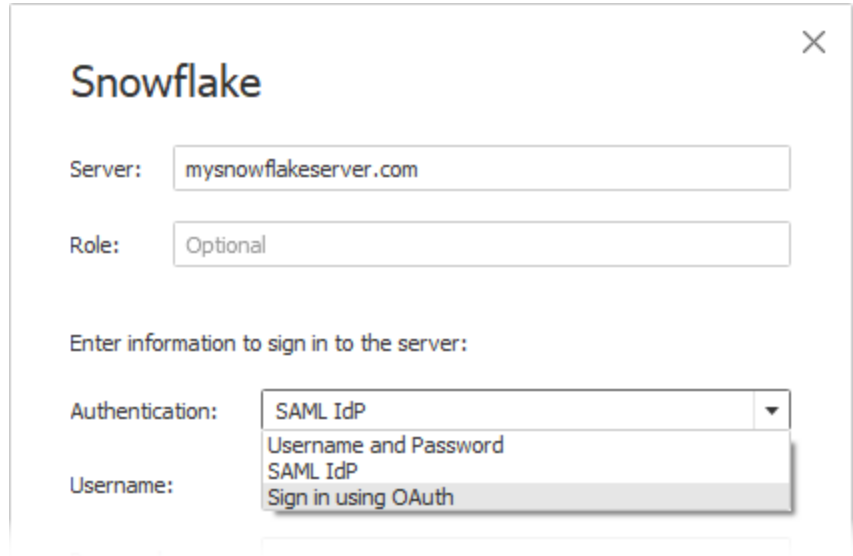 Snowflake
Server: mysnowflakeserver.com
Role: Optional
Enter information to sign in to the server:
Authentication: SAML IdP
Username and Password
SAML IdP
Username:
Sign in using OAuth